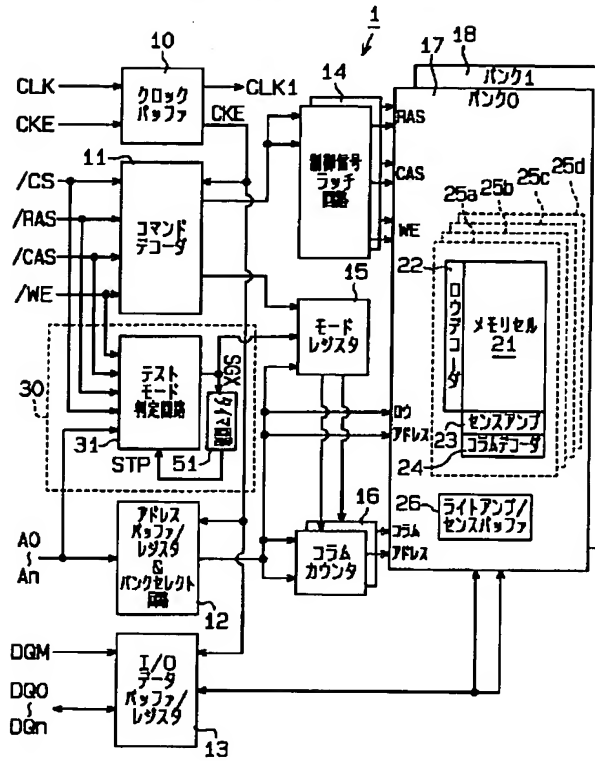 1
10
18
17
バンク1
バンク0
CLK
CKE
クロック
バッファ
CLK1
CKE
14
制御信号
ラッチ
回路
RAS
CAS
WE
11
/CS
/RAS
/CAS
/WE
コマンド
デコーダ
25a
25b
25c
25d
22
ロウデコーダ
メモリセル
21
センスアンプ
23
コラムデコーダ
24
15
モード
レジスタ
30
テスト
モード
判定回路
31
SGX
タイマ回路
51
STP
ロウ
アドレス
26
ライトアンプ/
センスバッファ
A0
~
An
アドレス
バッファ/
レジスタ
&
バンクセレクト
回路
12
16
コラム
カウンタ
コラム
アドレス
DQM
DQ0
~
DQn
I/O
データ
バッファ/
レジスタ
13